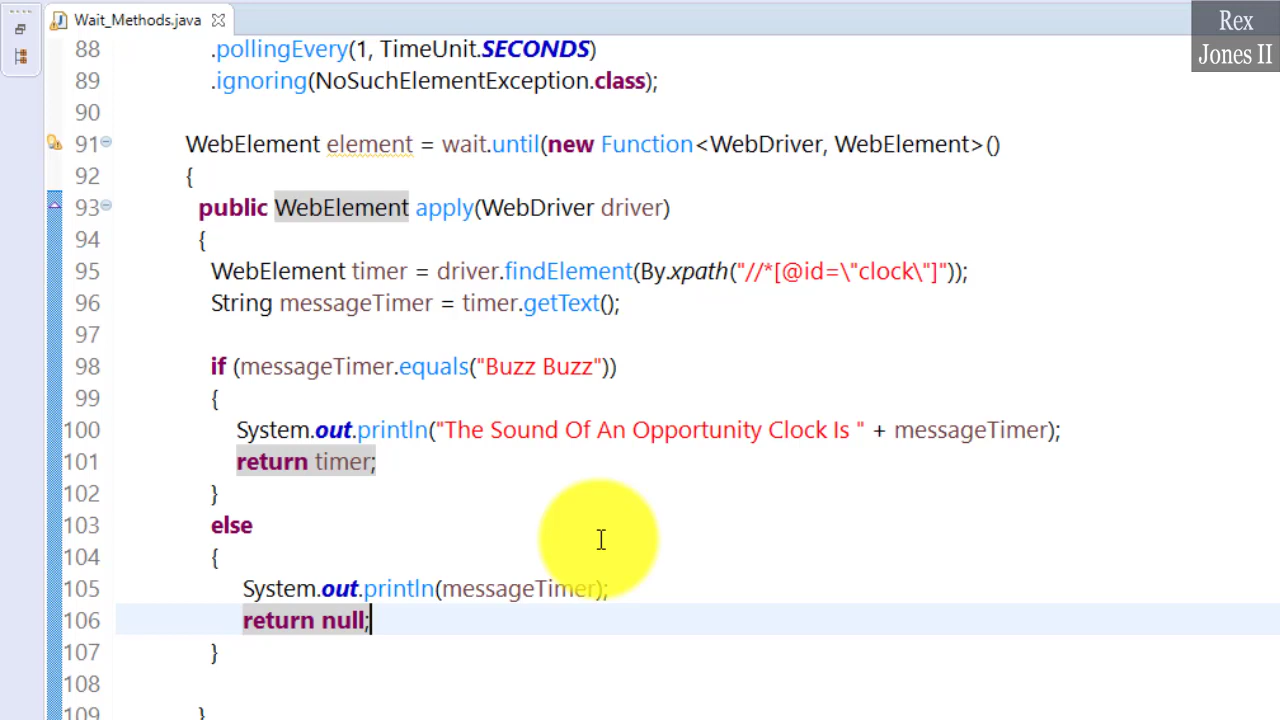 Wait_Methods.java
Rex
Jones II
88 .pollingEvery(1, TimeUnit.SECONDS)
89 .ignoring(NoSuchElementException.class);
90
91 WebElement element = wait.until(new Function<WebDriver, WebElement>()
92 {
93 public WebElement apply(WebDriver driver)
94 {
95 WebElement timer = driver.findElement(By.xpath("//*[@id=\"clock\"]"));
96 String messageTimer = timer.getText();
97
98 if (messageTimer.equals("Buzz Buzz"))
99 {
100 System.out.println("The Sound Of An Opportunity Clock Is " + messageTimer);
101 return timer;
102 }
103 else
104 {
105 System.out.println(messageTimer);
106 return null;
107 }
108
109 }